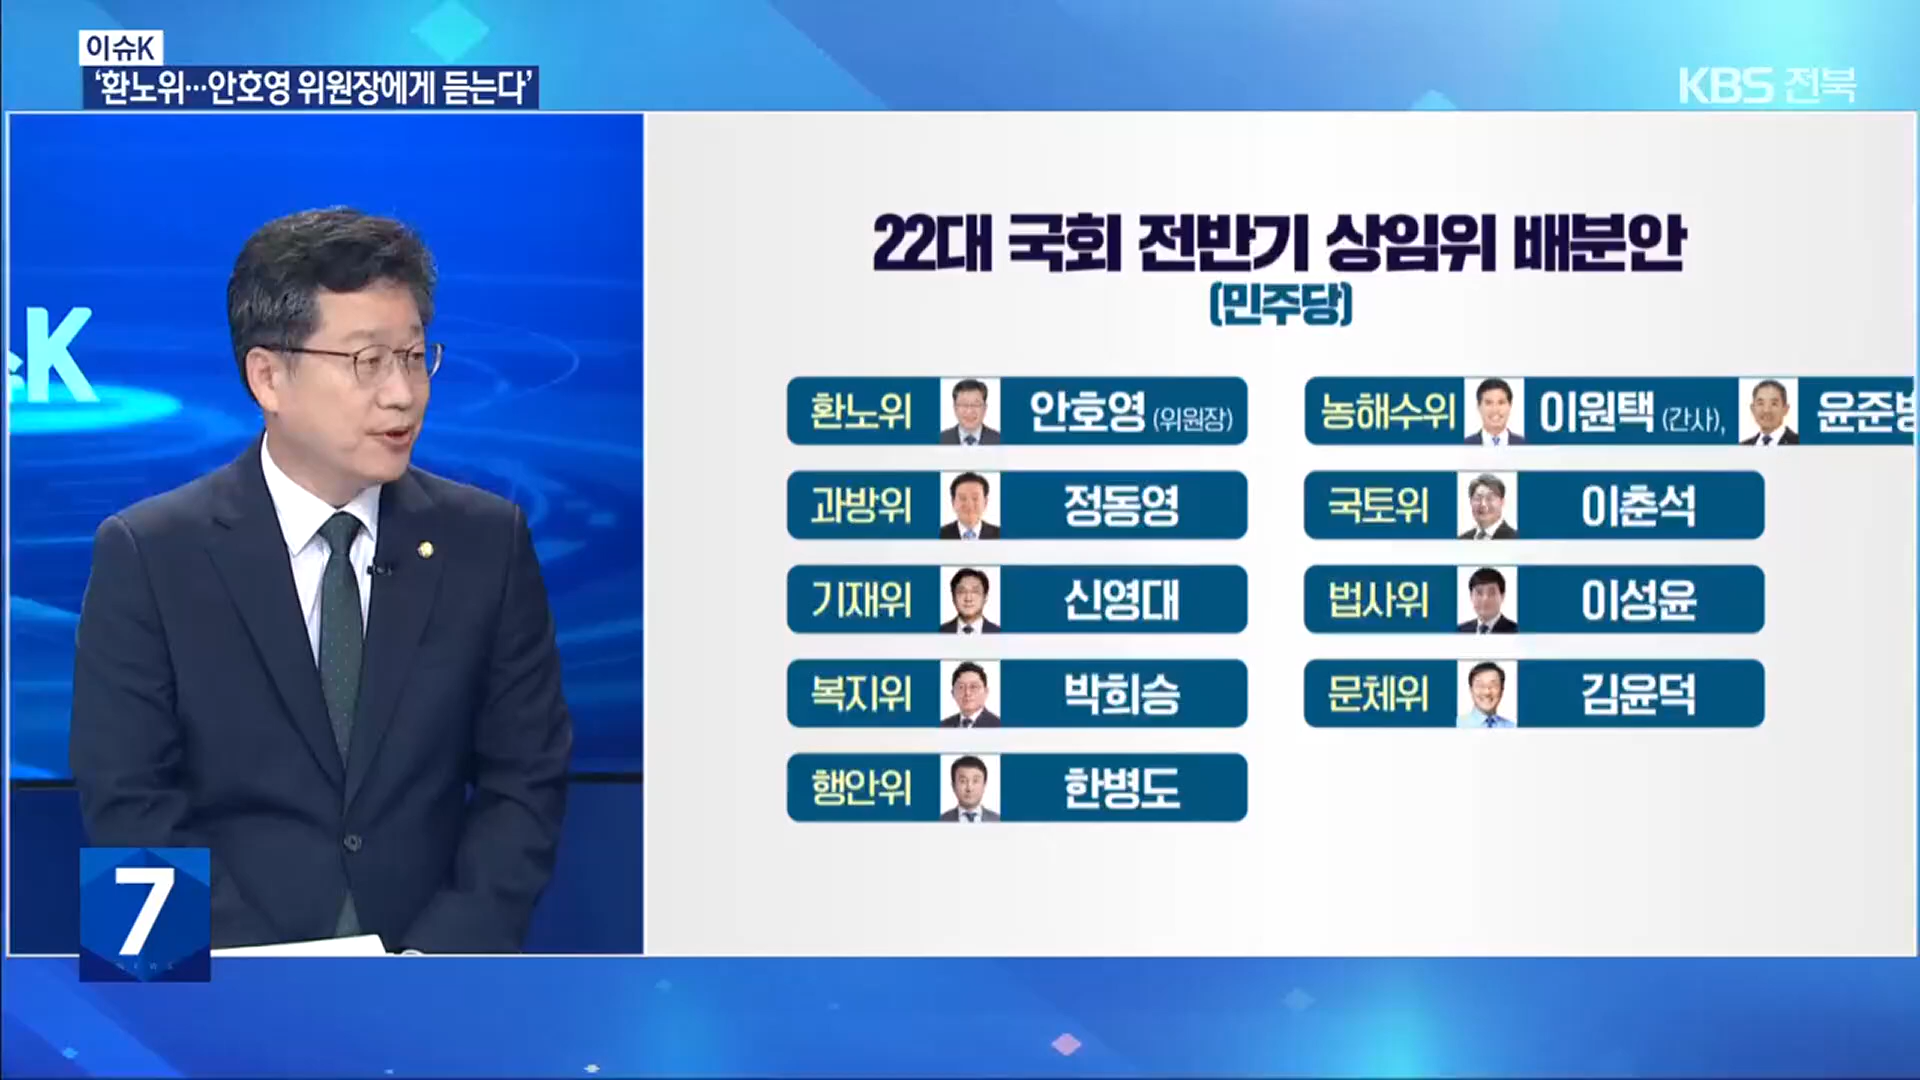 이슈K
‘환노위…안호영 위원장에게 듣는다’
KBS 전북
K
22대 국회 전반기 상임위 배분안
(민주당)
환노위 안호영 (위원장)
농해수위 이원택 (간사), 윤준
과방위 정동영
국토위 이춘석
기재위 신영대
법사위 이성윤
복지위 박희승
문체위 김윤덕
행안위 한병도
7
NEWS